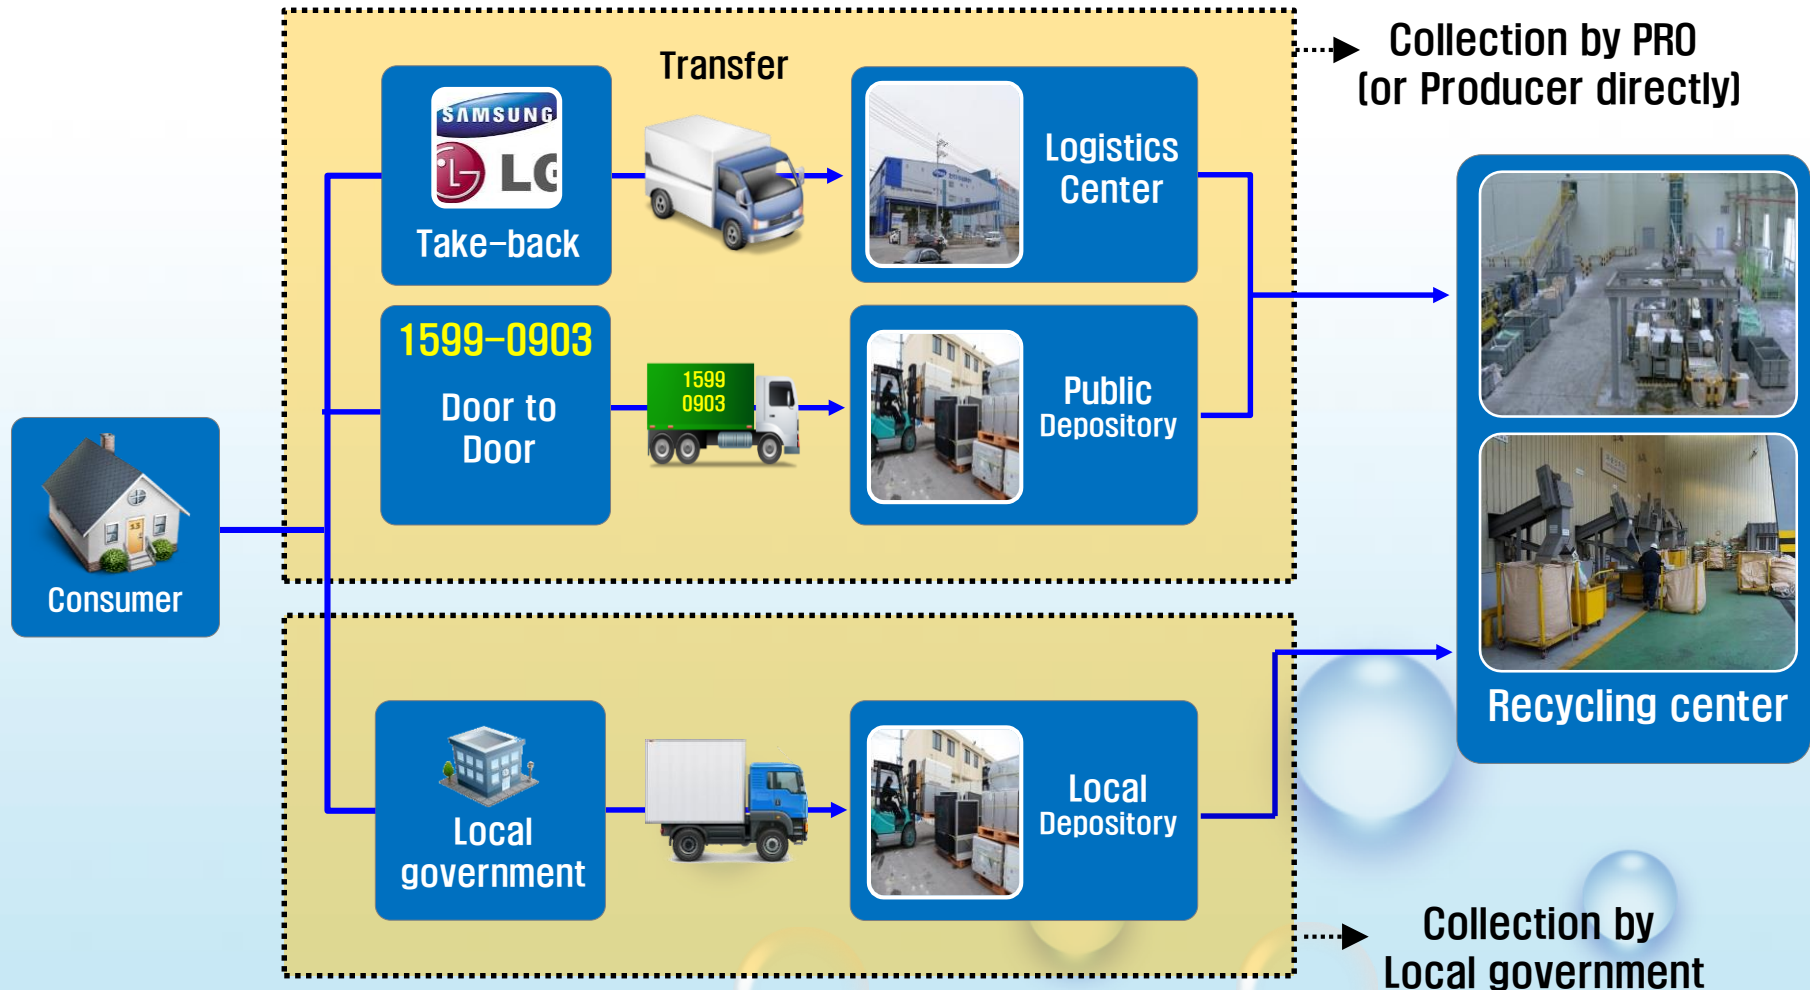 Collection by PRO
(or Producer directly)
Transfer
SAMSUNG
LG
Take-back
Logistics
Center
1599-0903
Door to
Door
1599
0903
Public
Depository
Consumer
Recycling center
Local
government
Local
Depository
Collection by
Local government